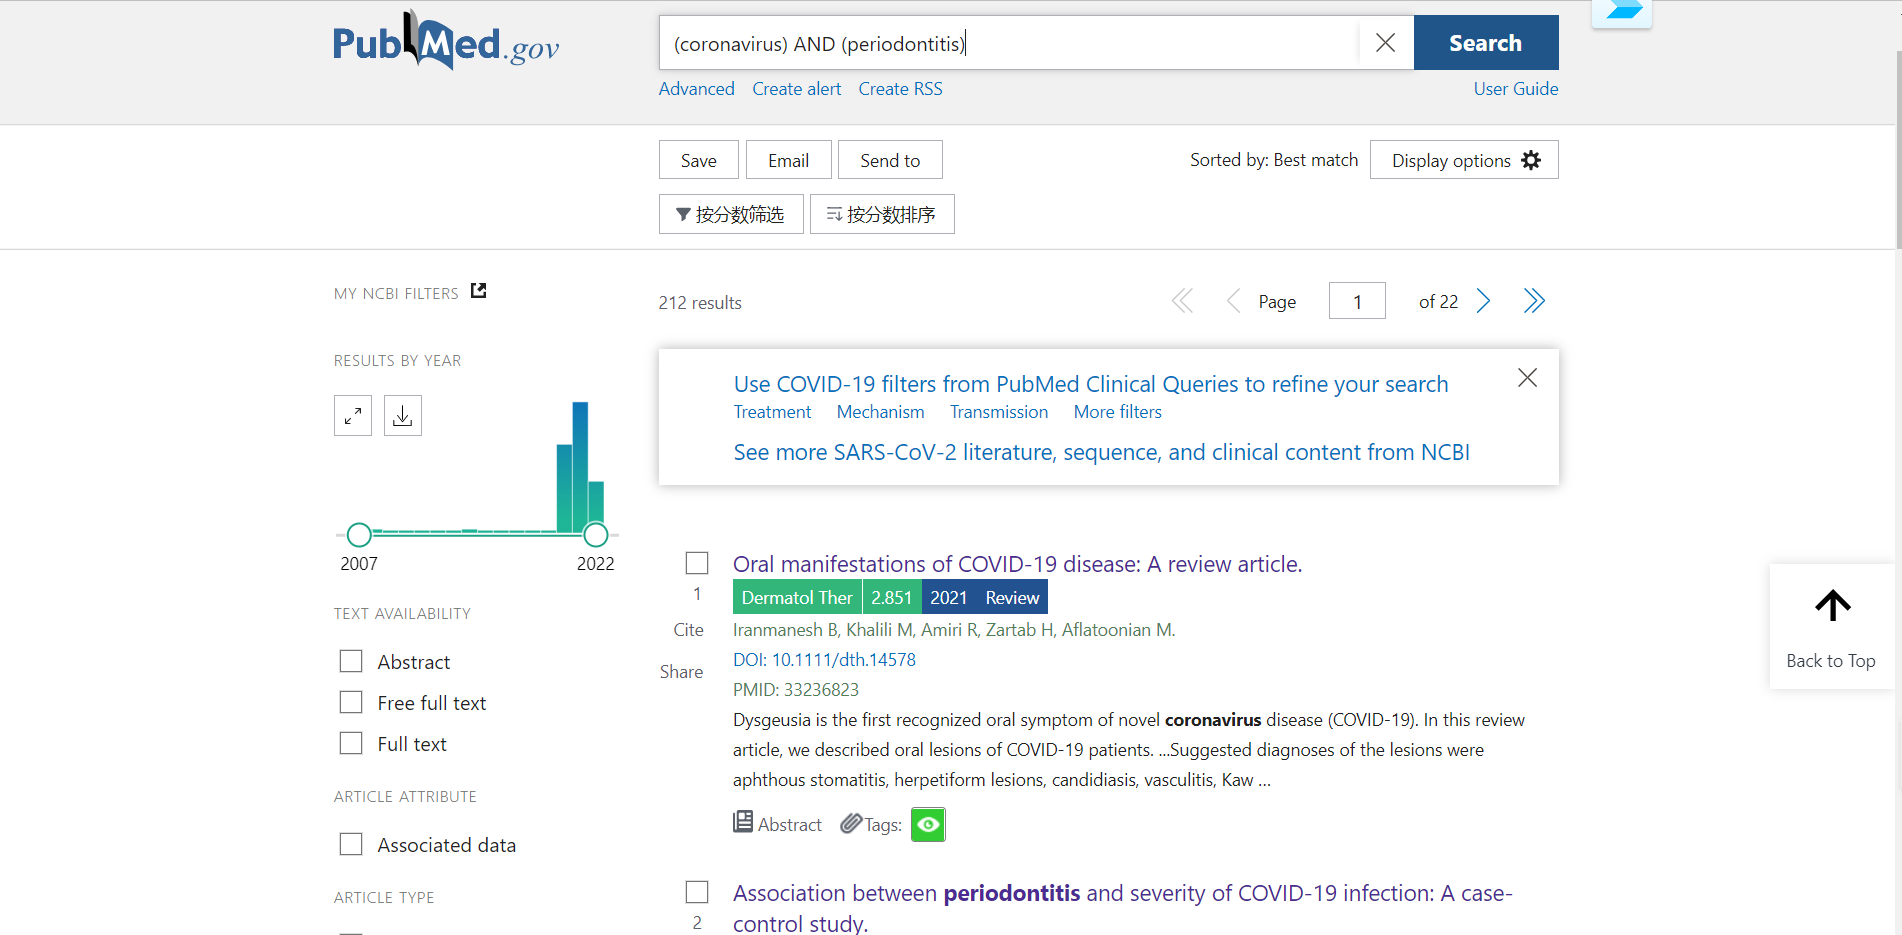 PubMed.gov
(coronavirus) AND (periodontitis)
Search
Advanced Create alert Create RSS
User Guide
Save Email Send to
Sorted by: Best match
Display options
按分数筛选 按分数排序
MY NCBI FILTERS
212 results
Page 1 of 22
RESULTS BY YEAR
2007 2022
TEXT AVAILABILITY
Abstract
Free full text
Full text
ARTICLE ATTRIBUTE
Associated data
ARTICLE TYPE
Use COVID-19 filters from PubMed Clinical Queries to refine your search
Treatment Mechanism Transmission More filters
See more SARS-CoV-2 literature, sequence, and clinical content from NCBI
1
Cite
Share
Oral manifestations of COVID-19 disease: A review article.
Dermatol Ther 2.851 2021 Review
Iranmanesh B, Khalili M, Amiri R, Zartab H, Aflatoonian M.
DOI: 10.1111/dth.14578
PMID: 33236823
Dysgeusia is the first recognized oral symptom of novel coronavirus disease (COVID-19). In this review
article, we described oral lesions of COVID-19 patients. ...Suggested diagnoses of the lesions were
aphthous stomatitis, herpetiform lesions, candidiasis, vasculitis, Kaw ...
Abstract Tags:
2
Association between periodontitis and severity of COVID-19 infection: A case-
control study.
Back to Top